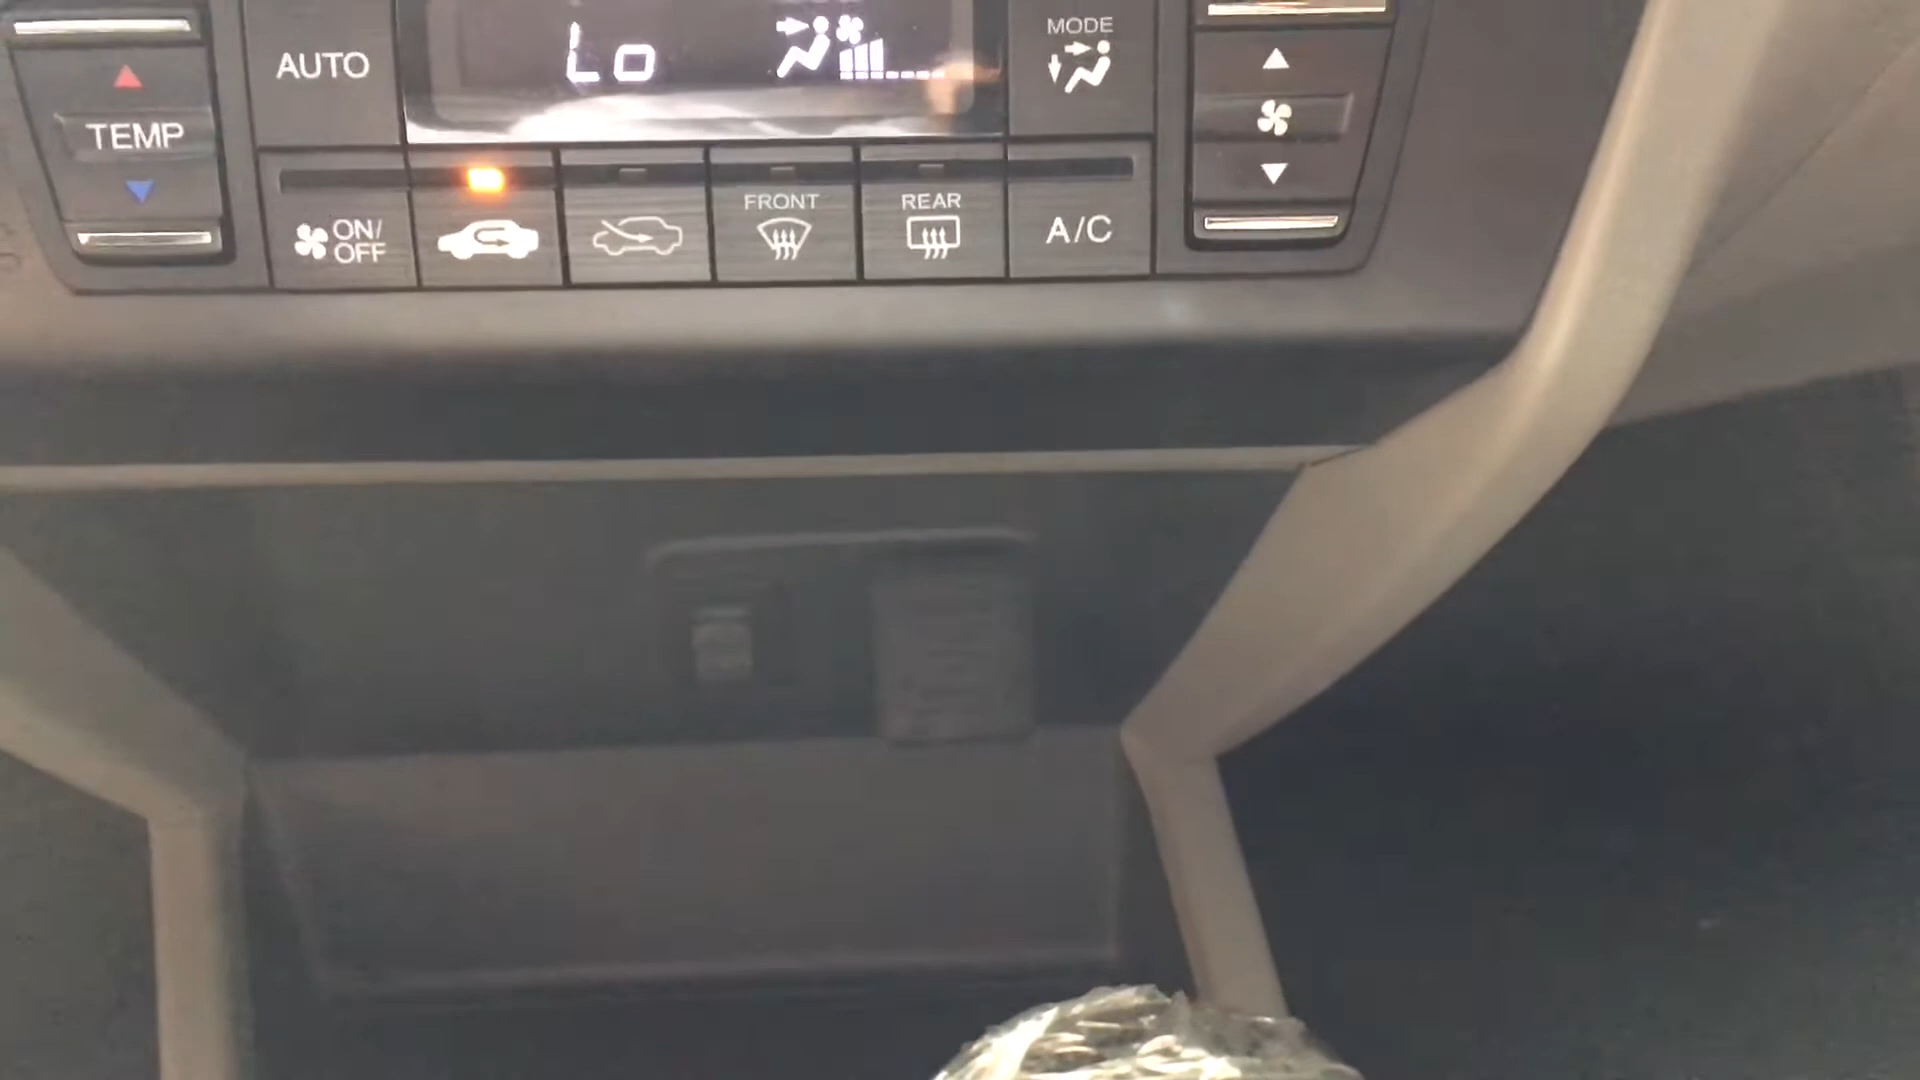 AUTO
Lo
MODE
TEMP
ON/
OFF
FRONT
REAR
A/C